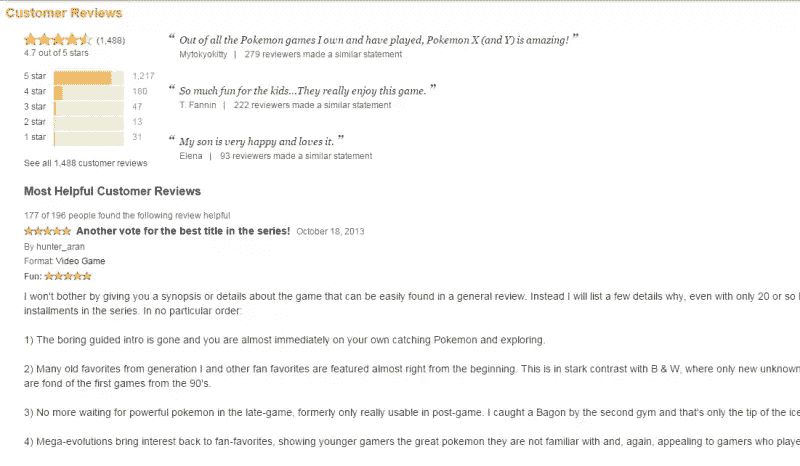 Customer Reviews
(1,488)
4.7 out of 5 stars
5 star 1,217
4 star 180
3 star 47
2 star 13
1 star 31
See all 1,488 customer reviews
“ Out of all the Pokemon games I own and have played, Pokemon X (and Y) is amazing! ”
Mytokyokitty | 279 reviewers made a similar statement
“ So much fun for the kids...They really enjoy this game. ”
T. Fannin | 222 reviewers made a similar statement
“ My son is very happy and loves it. ”
Elena | 93 reviewers made a similar statement
Most Helpful Customer Reviews
177 of 196 people found the following review helpful
Another vote for the best title in the series! October 18, 2013
By hunter_aran
Format: Video Game
Fun:
I won't bother by giving you a synopsis or details about the game that can be easily found in a general review. Instead I will list a few details why, even with only 20 or so
installments in the series. In no particular order:
1) The boring guided intro is gone and you are almost immediately on your own catching Pokemon and exploring.
2) Many old favorites from generation I and other fan favorites are featured almost right from the beginning. This is in stark contrast with B & W, where only new unknown
are fond of the first games from the 90's.
3) No more waiting for powerful pokemon in the late-game, formerly only really usable in post-game. I caught a Bagon by the second gym and that's only the tip of the ice
4) Mega-evolutions bring interest back to fan-favorites, showing younger gamers the great pokemon they are not familiar with and, again, appealing to gamers who playe